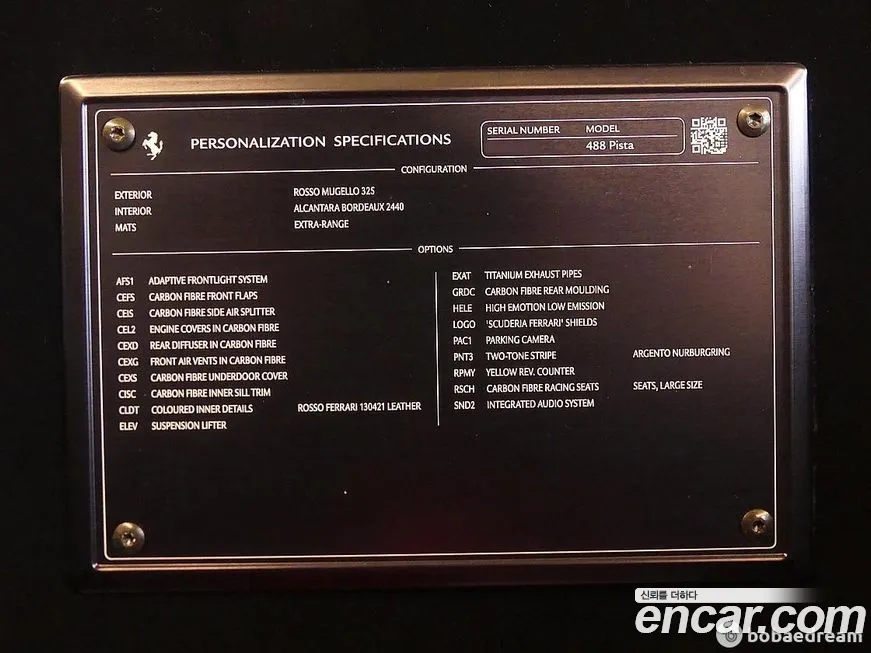 PERSONALIZATION SPECIFICATIONS
SERIAL NUMBER MODEL
488 Pista
CONFIGURATION
EXTERIOR ROSSO MUGELLO 325
INTERIOR ALCANTARA BORDEAUX 2440
MATS EXTRA-RANGE
OPTIONS
AFS1 ADAPTIVE FRONTLIGHT SYSTEM
CEFS CARBON FIBRE FRONT FLAPS
CEIS CARBON FIBRE SIDE AIR SPLITTER
CEL2 ENGINE COVERS IN CARBON FIBRE
CEXD REAR DIFFUSER IN CARBON FIBRE
CEXG FRONT AIR VENTS IN CARBON FIBRE
CEXS CARBON FIBRE UNDERDOOR COVER
CISC CARBON FIBRE INNER SILL TRIM
CLDT COLOURED INNER DETAILS ROSSO FERRARI 130421 LEATHER
ELEV SUSPENSION LIFTER
EXAT TITANIUM EXHAUST PIPES
GRDC CARBON FIBRE REAR MOULDING
HELE HIGH EMOTION LOW EMISSION
LOGO 'SCUDERIA FERRARI' SHIELDS
PAC1 PARKING CAMERA
PNT3 TWO-TONE STRIPE ARGENTO NURBURGRING
RPMY YELLOW REV. COUNTER
RSCH CARBON FIBRE RACING SEATS SEATS, LARGE SIZE
SND2 INTEGRATED AUDIO SYSTEM
신뢰를 더하다
encar.com
bobaedream